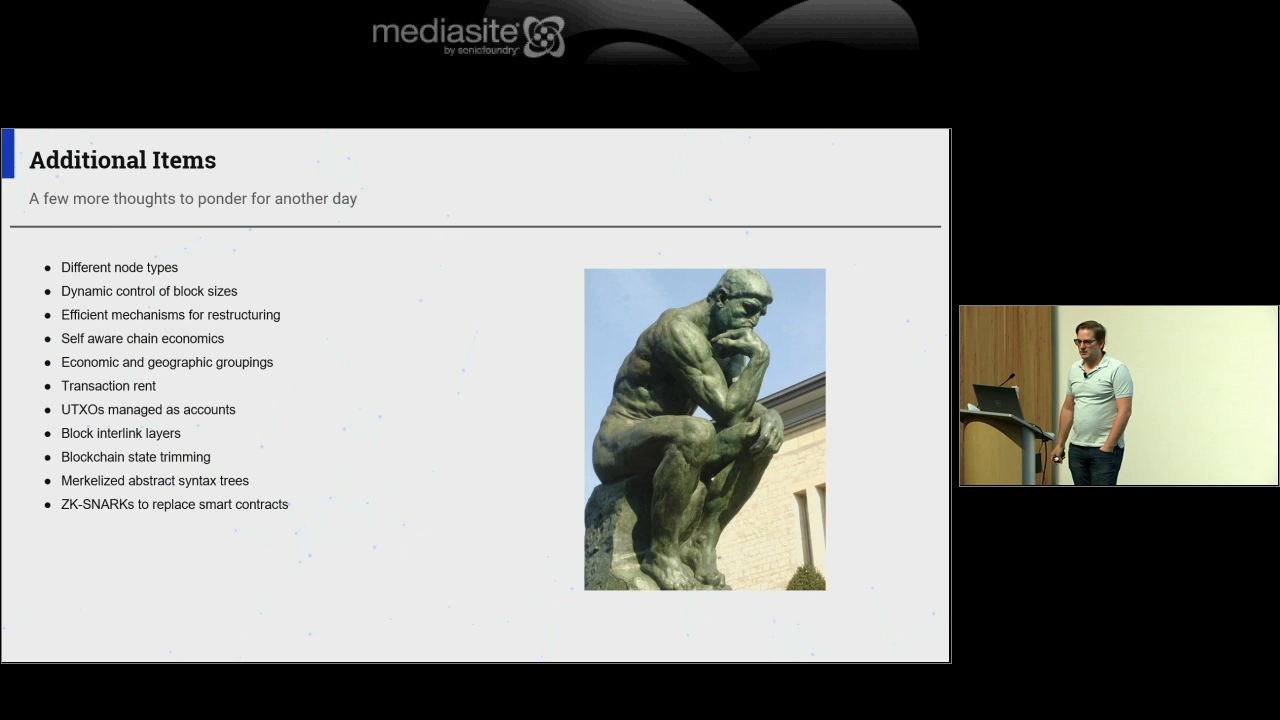 mediasite
by sonicfoundry
Additional Items
A few more thoughts to ponder for another day
● Different node types
● Dynamic control of block sizes
● Efficient mechanisms for restructuring
● Self aware chain economics
● Economic and geographic groupings
● Transaction rent
● UTXOs managed as accounts
● Block interlink layers
● Blockchain state trimming
● Merkelized abstract syntax trees
● ZK-SNARKs to replace smart contracts